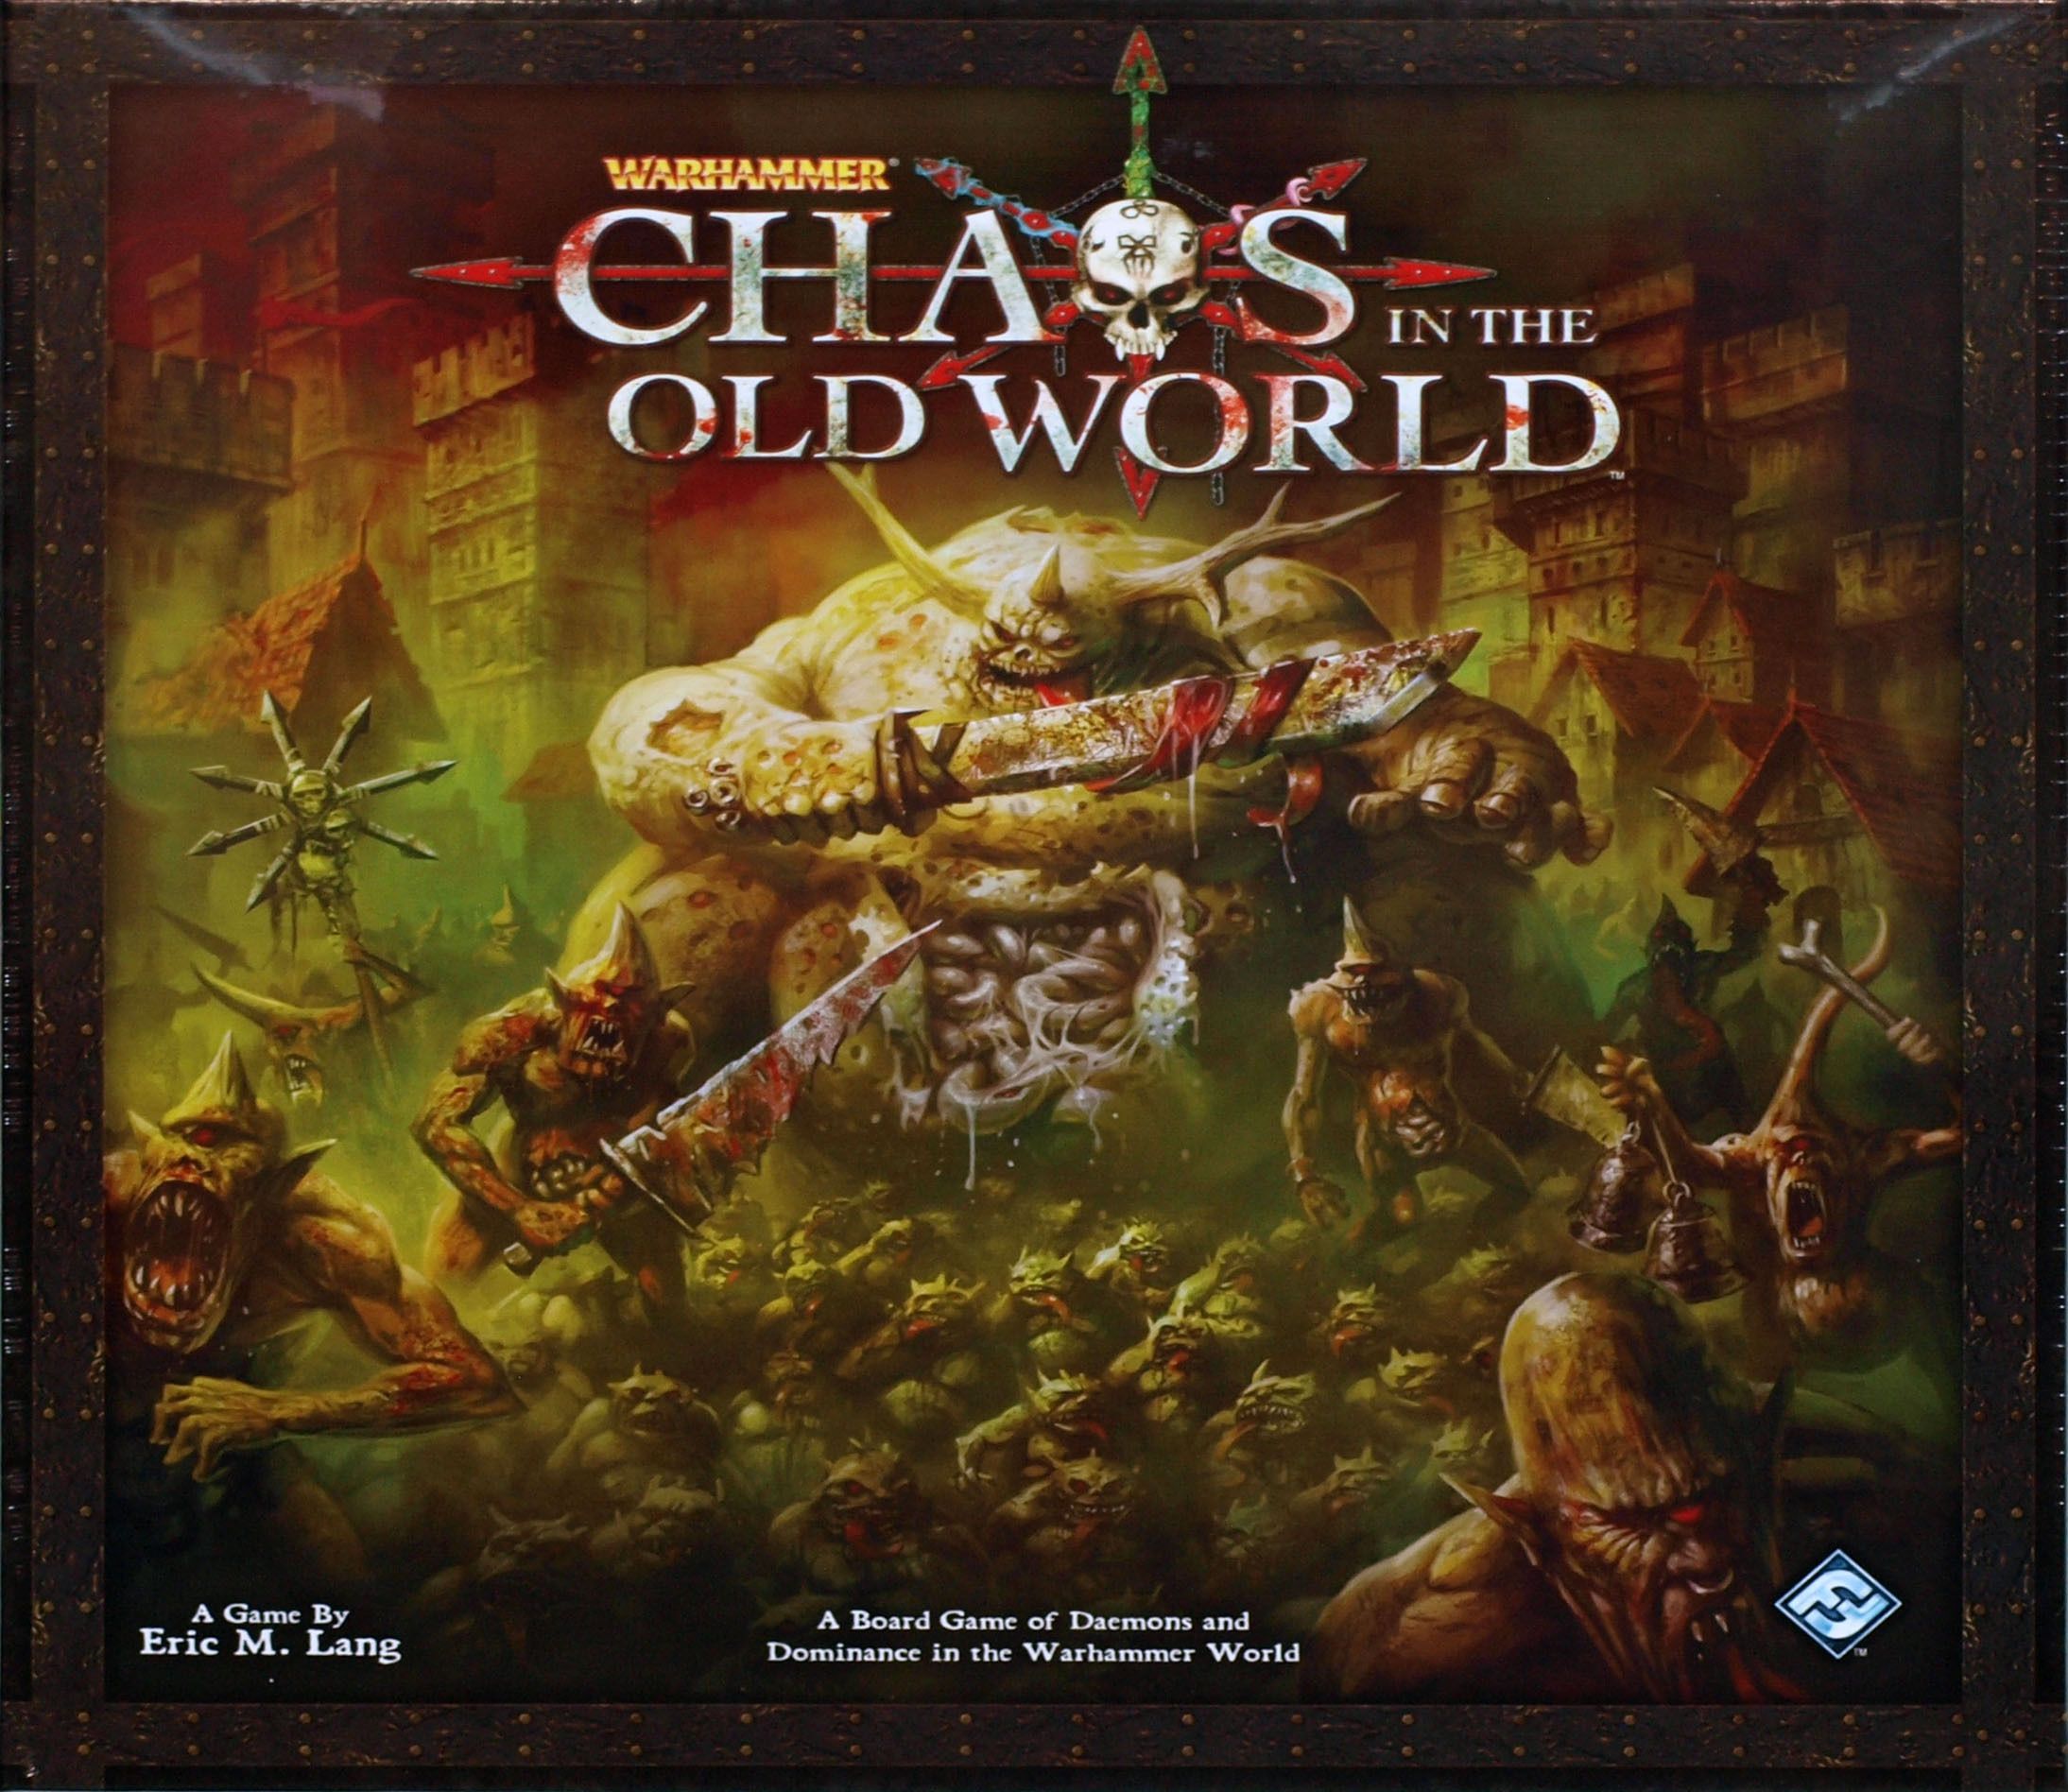 WARHAMMER®
CHAOS IN THE
OLD WORLD™
A Game By
Eric M. Lang
A Board Game of Daemons and
Dominance in the Warhammer World